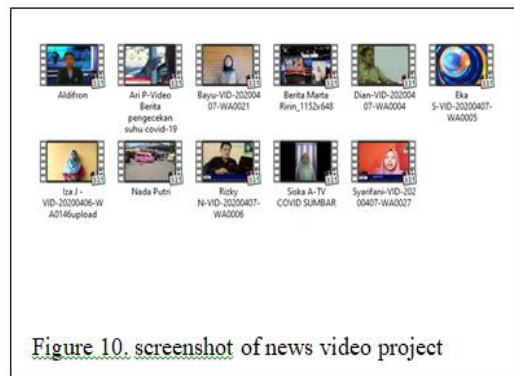 Aldifron
Ari P-Video
Berita
pengecekan
suhu covid-19
Bayu-VID-202004
07-WA0021
Berita Marta
Ririn_1152x648
Dian-VID-202004
07-WA0004
Eka
S-VID-20200407-
WA0005
Iza J -
VID-20200406-W
A0146upload
Nada Putri
Rizky
N-VID-20200407-
WA0006
Siska A-TV
COVID SUMBAR
Syarifani-VID-202
00407-WA0027
Figure 10. screenshot of news video project